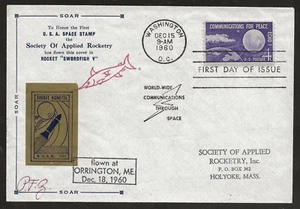 SOAR
To Honor the First
U. S. A. SPACE STAMP
the
Society Of Applied Rocketry
has flown this cover in
ROCKET "SWORDFISH V"
WASHINGTON
DEC 15
9-AM
1960
D.C.
COMMUNICATIONS FOR PEACE
FIRST DAY OF ISSUE
WORLD-WIDE
COMMUNICATIONS
THROUGH
SPACE
ROCKET
flown at
ORRINGTON, ME.
Dec. 18, 1960
SOCIETY OF APPLIED
ROCKETRY, Inc.
P. O. BOX M2
HOLYOKE, MASS.
SOAR